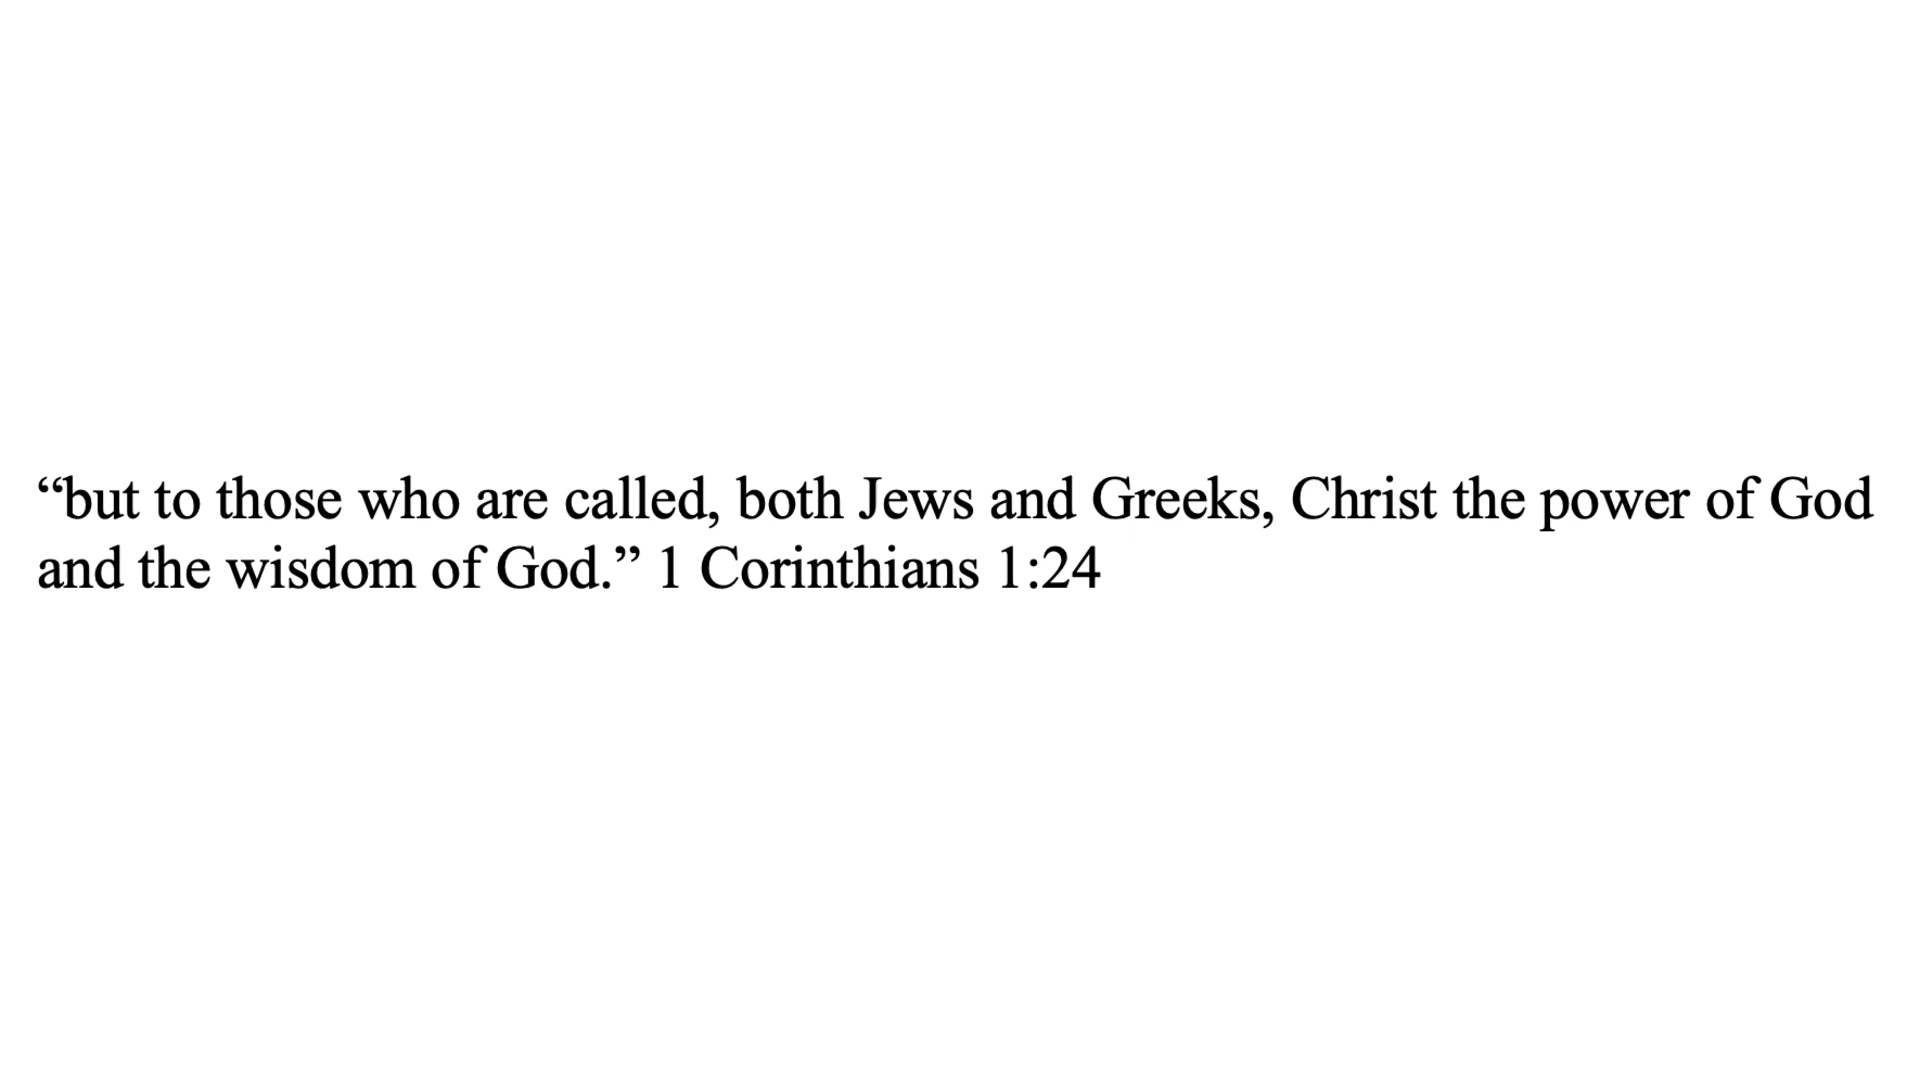 “but to those who are called, both Jews and Greeks, Christ the power of God
and the wisdom of God.” 1 Corinthians 1:24